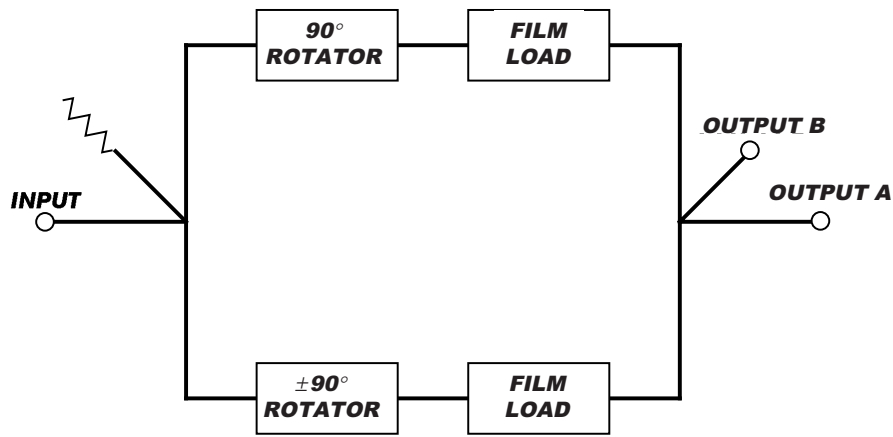 90°
ROTATOR
FILM
LOAD
OUTPUT B
INPUT
OUTPUT A
±90°
ROTATOR
FILM
LOAD